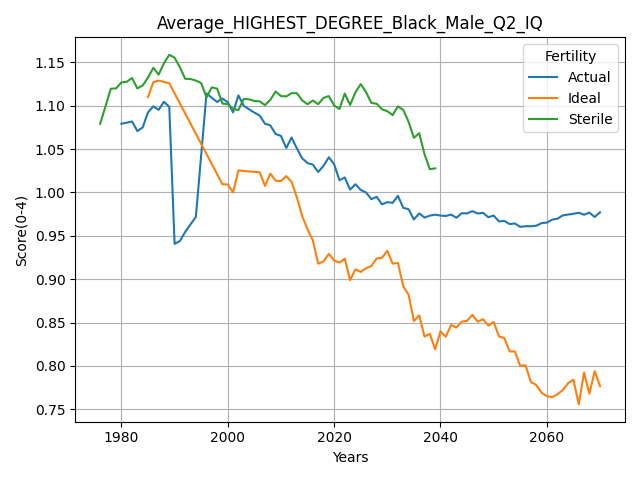 Average_HIGHEST_DEGREE_Black_Male_Q2_IQ
Fertility
Actual
Ideal
Sterile
Score(0-4)
1.15
1.10
1.05
1.00
0.95
0.90
0.85
0.80
0.75
1980 2000 2020 2040 2060
Years